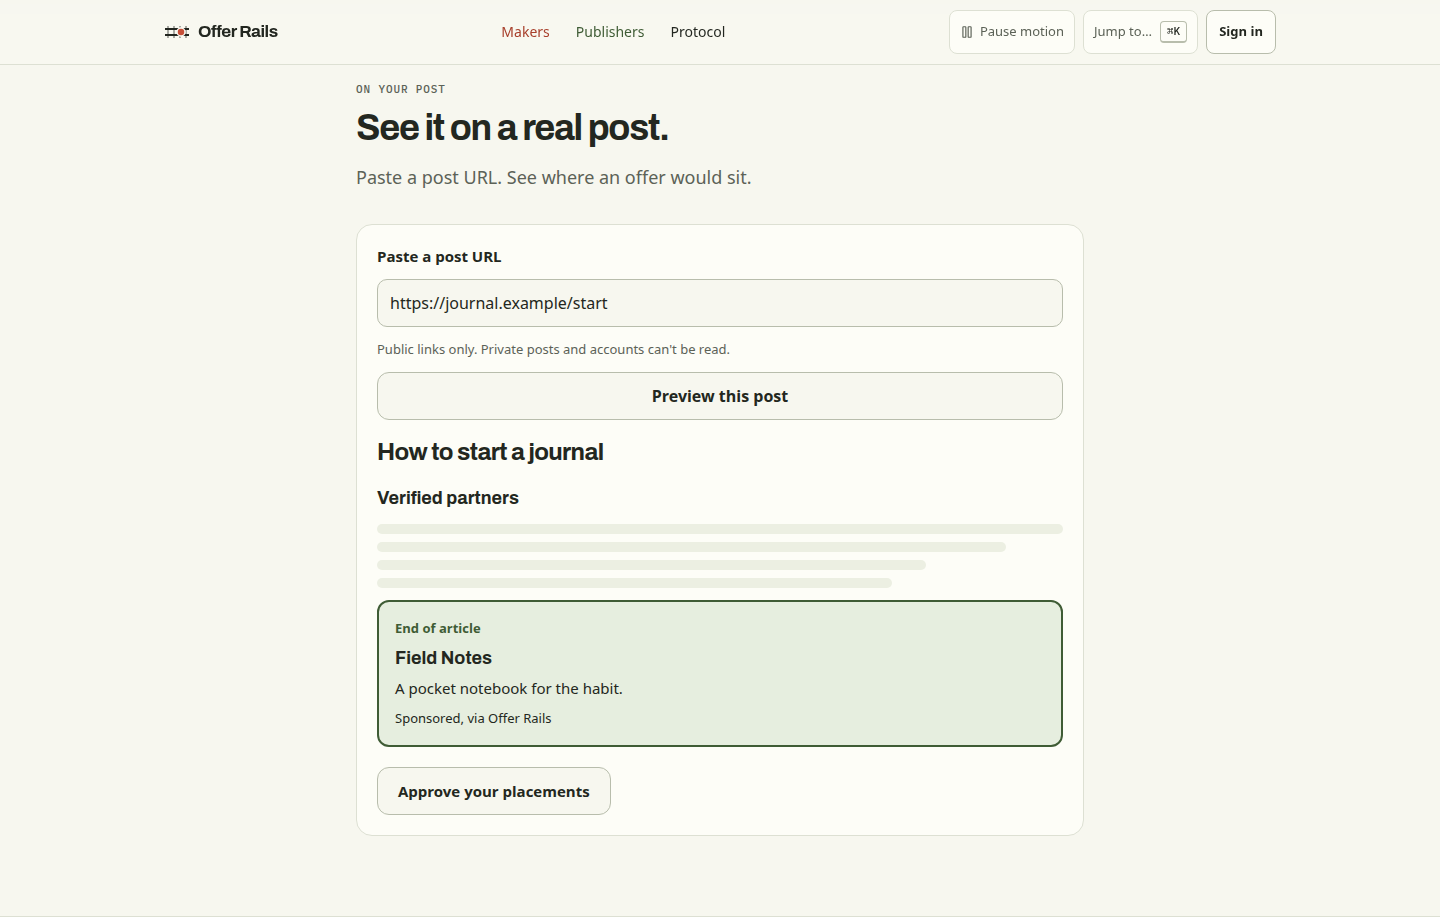 Offer Rails
Makers
Publishers
Protocol
Pause motion
Jump to...
⌘K
Sign in
ON YOUR POST
See it on a real post.
Paste a post URL. See where an offer would sit.
Paste a post URL
https://journal.example/start
Public links only. Private posts and accounts can't be read.
Preview this post
How to start a journal
Verified partners
End of article
Field Notes
A pocket notebook for the habit.
Sponsored, via Offer Rails
Approve your placements